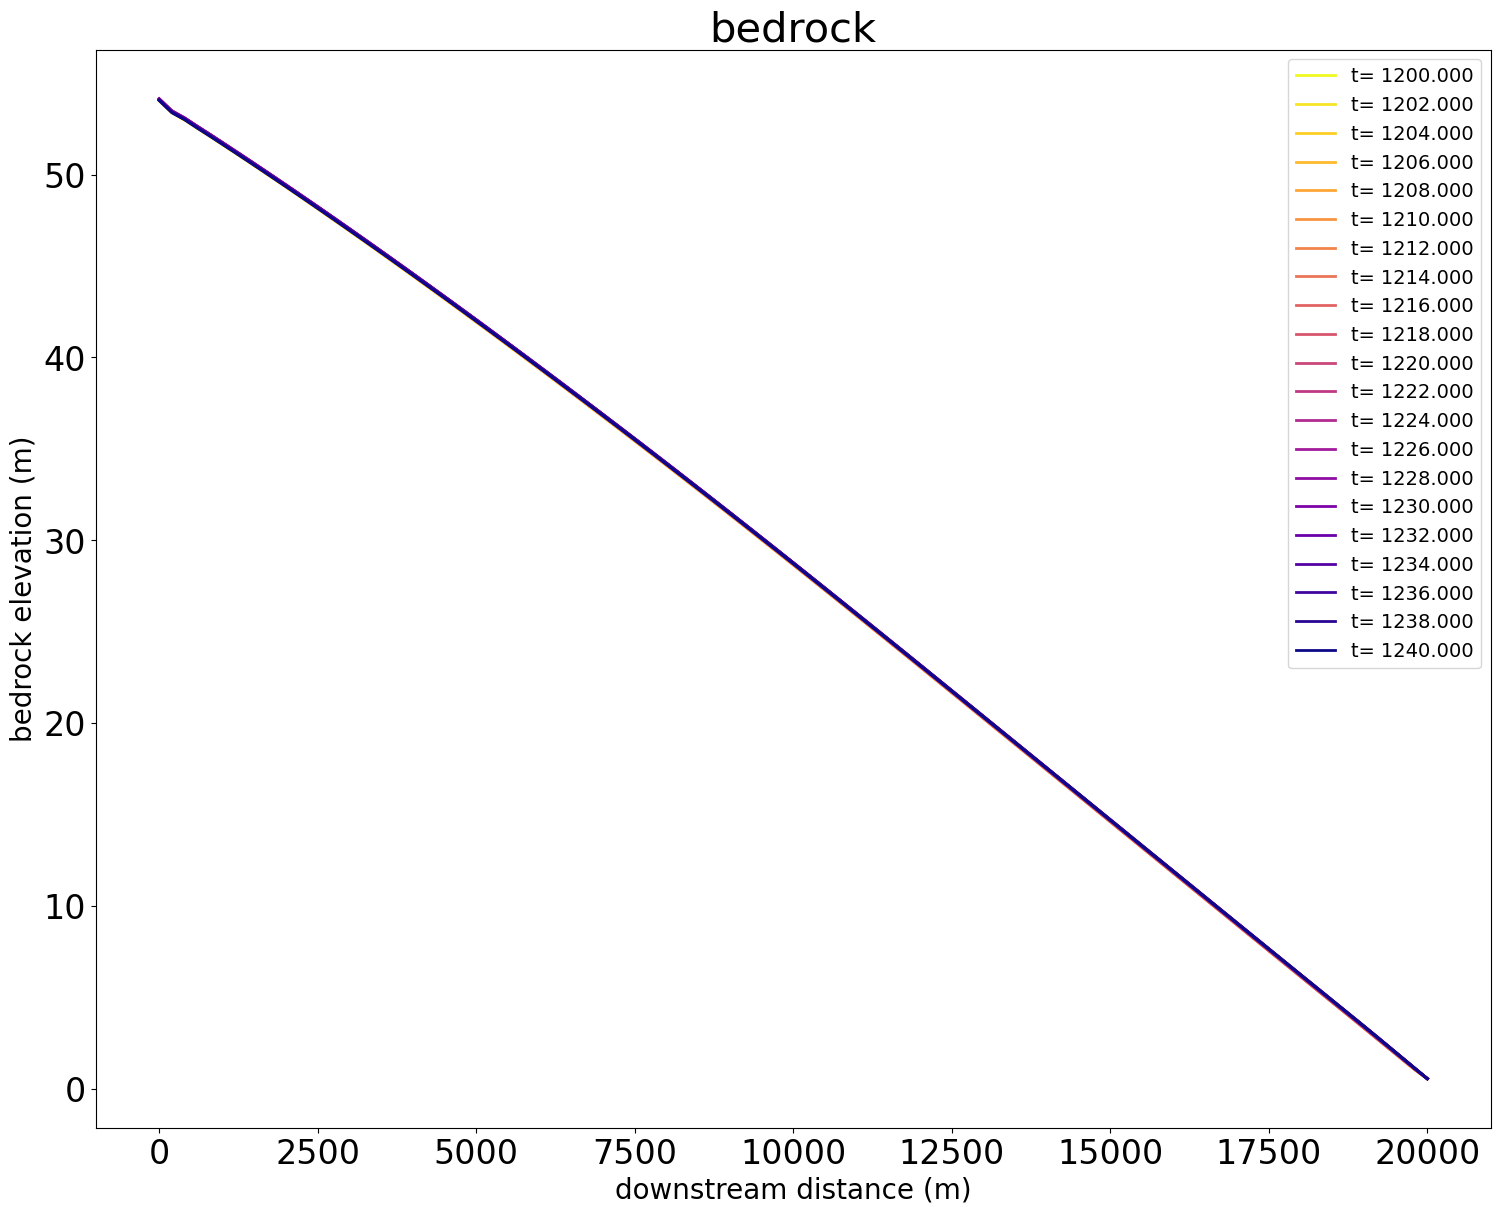 bedrock
t= 1200.000
t= 1202.000
t= 1204.000
t= 1206.000
t= 1208.000
t= 1210.000
t= 1212.000
t= 1214.000
t= 1216.000
t= 1218.000
t= 1220.000
t= 1222.000
t= 1224.000
t= 1226.000
t= 1228.000
t= 1230.000
t= 1232.000
t= 1234.000
t= 1236.000
t= 1238.000
t= 1240.000
bedrock elevation (m)
50
40
30
20
10
0
0 2500 5000 7500 10000 12500 15000 17500 20000
downstream distance (m)